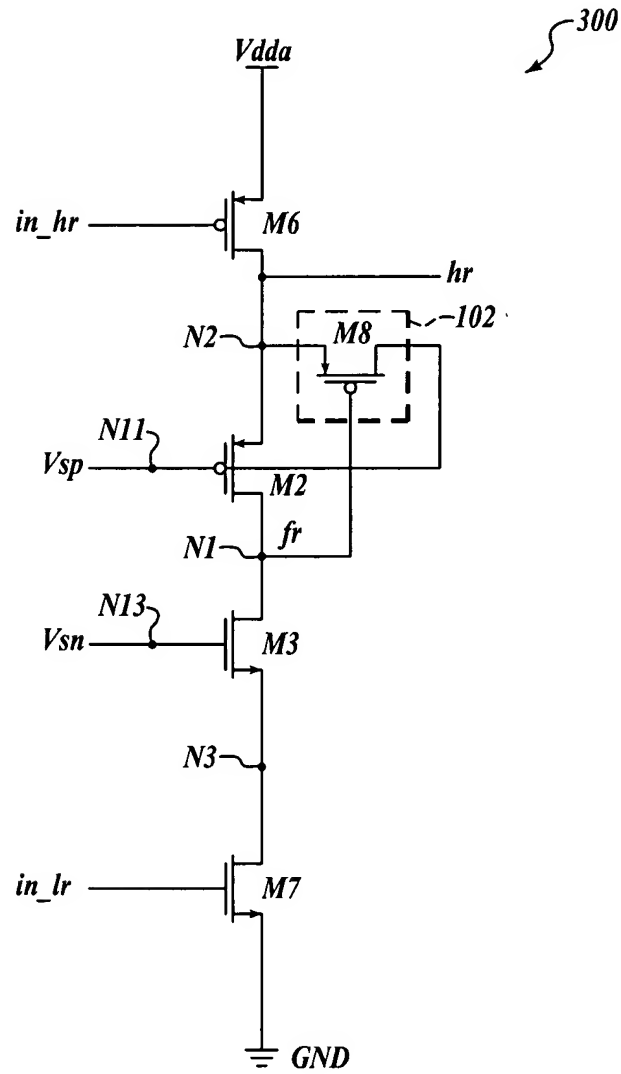 300
Vdda
in_hr
M6
hr
N2
M8
102
N11
Vsp
M2
N1
fr
N13
Vsn
M3
N3
in_lr
M7
GND